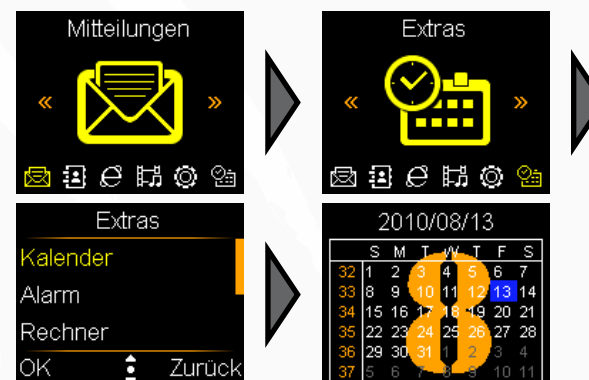 Mitteilungen
Extras
« »
« »
Extras
Kalender
Alarm
Rechner
OK Zurück
2010/08/13
S M T W T F S
32 1 2 3 4 5 6 7
33 8 9 10 11 12 13 14
34 15 16 17 18 19 20 21
35 22 23 24 25 26 27 28
36 29 30 31 1 2 3 4
37 5 6 7 8 9 10 11
8